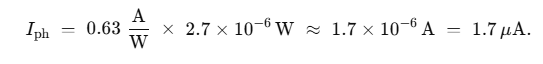 I_ph = 0.63 A/W × 2.7 × 10⁻⁶ W ≈ 1.7 × 10⁻⁶ A = 1.7 μA.